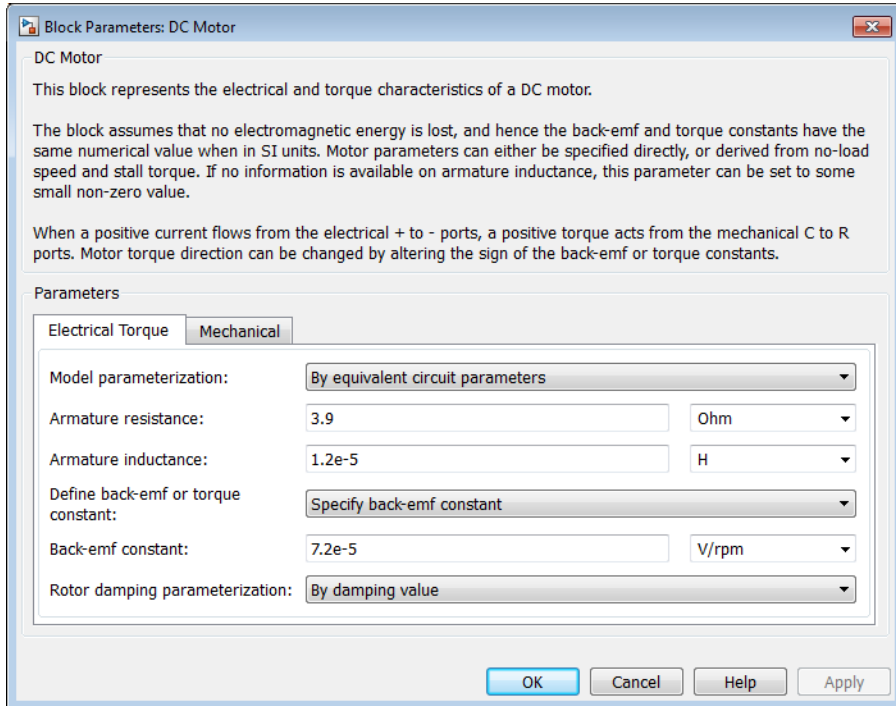 Block Parameters: DC Motor
DC Motor
This block represents the electrical and torque characteristics of a DC motor.
The block assumes that no electromagnetic energy is lost, and hence the back-emf and torque constants have the
same numerical value when in SI units. Motor parameters can either be specified directly, or derived from no-load
speed and stall torque. If no information is available on armature inductance, this parameter can be set to some
small non-zero value.
When a positive current flows from the electrical + to - ports, a positive torque acts from the mechanical C to R
ports. Motor torque direction can be changed by altering the sign of the back-emf or torque constants.
Parameters
Electrical Torque Mechanical
Model parameterization: By equivalent circuit parameters
Armature resistance: 3.9 Ohm
Armature inductance: 1.2e-5 H
Define back-emf or torque
constant: Specify back-emf constant
Back-emf constant: 7.2e-5 V/rpm
Rotor damping parameterization: By damping value
OK Cancel Help Apply